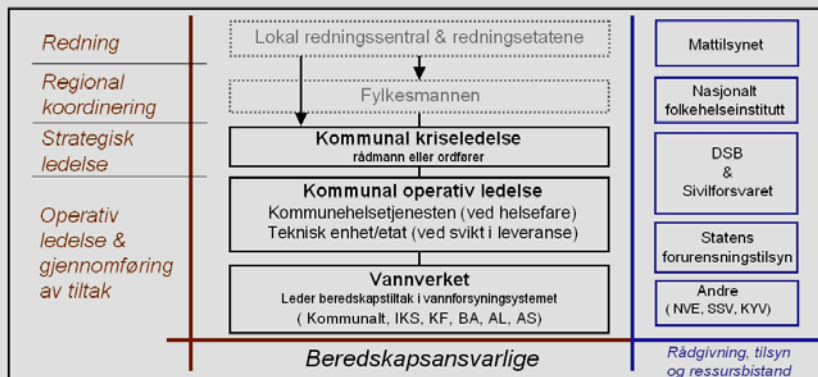 Redning
Regional
koordinering
Strategisk
ledelse
Operativ
ledelse &
gjennomføring
av tiltak
Lokal redningssentral & redningsetatene
Fylkesmannen
Kommunal kriseledelse
rådmann eller ordfører
Kommunal operativ ledelse
Kommunehelsetjenesten (ved helsefare)
Teknisk enhet/etat (ved svikt i leveranse)
Vannverket
Leder beredskapstiltak i vannforsyningsystemet
( Kommunalt, IKS, KF, BA, AL, AS)
Beredskapsansvarlige
Mattilsynet
Nasjonalt
folkehelseinstitutt
DSB
&
Sivilforsvaret
Statens
forurensningstilsyn
Andre
( NVE, SSV, KYV)
Rådgivning, tilsyn
og ressursbistand